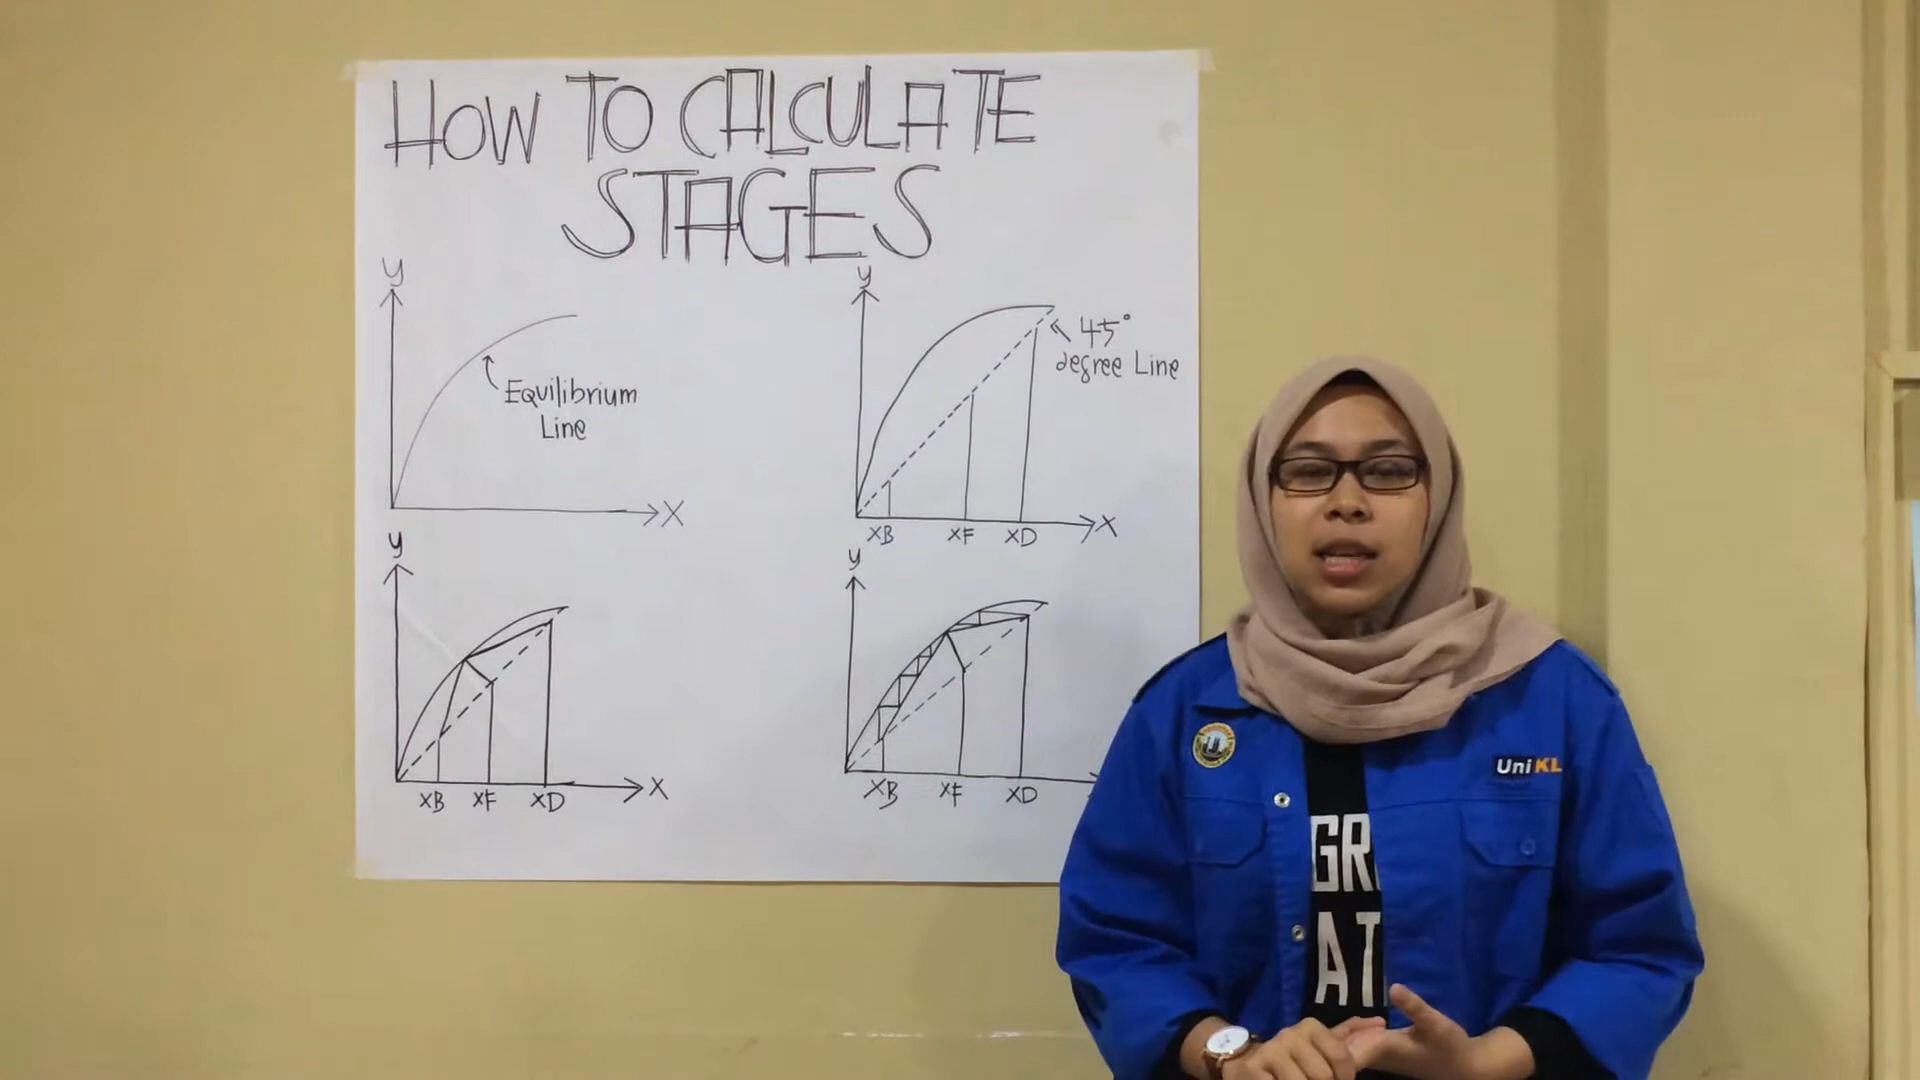 HOW TO CALCULATE
STAGES
y
Equilibrium
Line
X
y
45°
degree Line
XB XF XD
X
y
XB XF XD
X
y
XB XF XD
UniKL
GR
AT